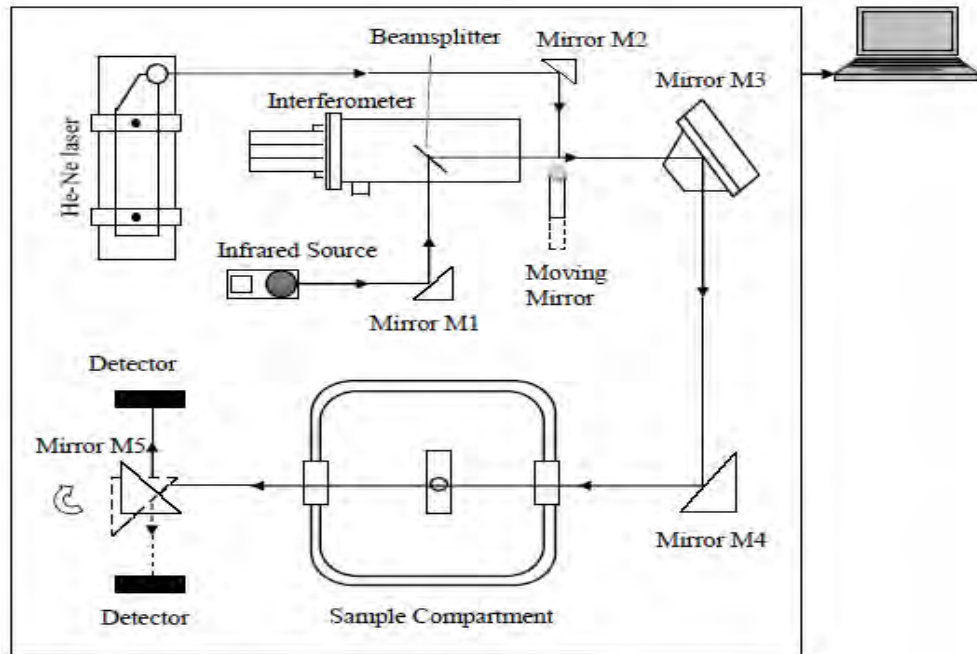 Beamsplitter
Mirror M2
Mirror M3
Interferometer
He-Ne laser
Infrared Source
Moving
Mirror
Mirror M1
Detector
Mirror M5
Mirror M4
Detector
Sample Compartment